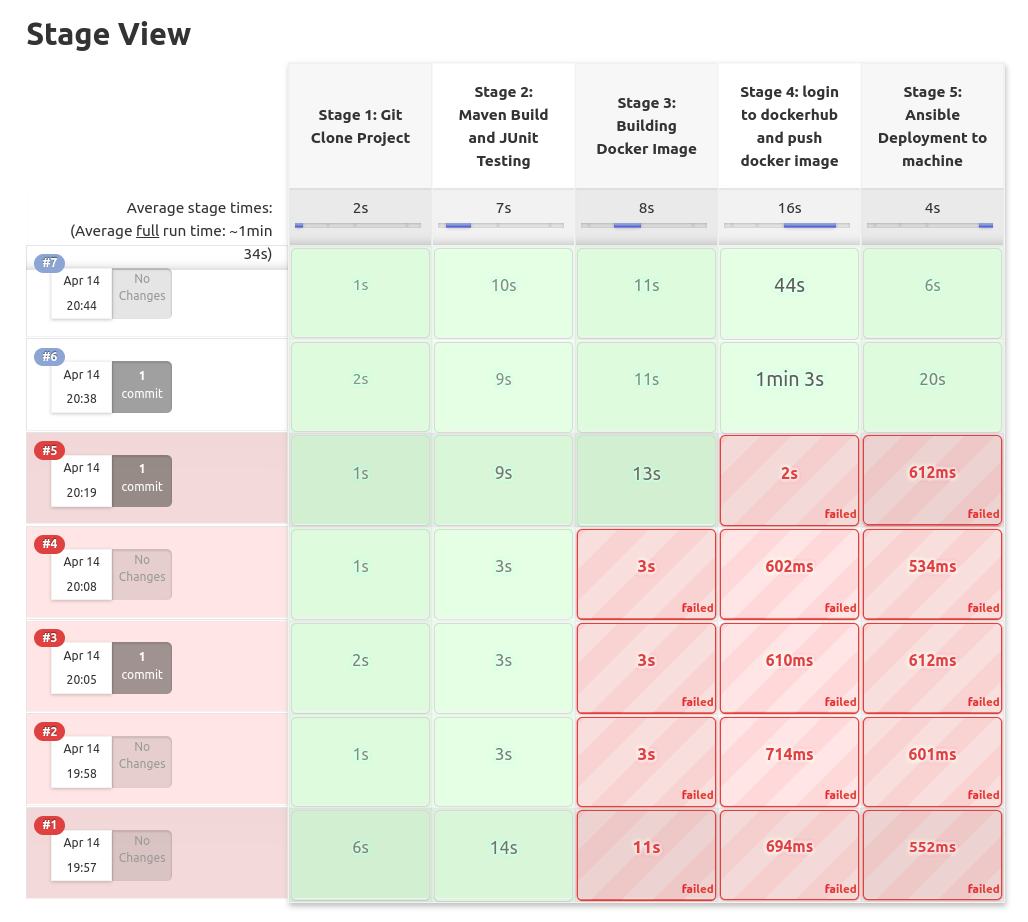 Stage View
Stage 1: Git
Clone Project
Stage 2:
Maven Build
and JUnit
Testing
Stage 3:
Building
Docker Image
Stage 4: login
to dockerhub
and push
docker image
Stage 5:
Ansible
Deployment to
machine
Average stage times:
(Average full run time: ~1min
34s)
2s
7s
8s
16s
4s
#7
Apr 14
20:44
No
Changes
1s
10s
11s
44s
6s
#6
Apr 14
20:38
1
commit
2s
9s
11s
1min 3s
20s
#5
Apr 14
20:19
1
commit
1s
9s
13s
2s
failed
612ms
failed
#4
Apr 14
20:08
No
Changes
1s
3s
3s
failed
602ms
failed
534ms
failed
#3
Apr 14
20:05
1
commit
2s
3s
3s
failed
610ms
failed
612ms
failed
#2
Apr 14
19:58
No
Changes
1s
3s
3s
failed
714ms
failed
601ms
failed
#1
Apr 14
19:57
No
Changes
6s
14s
11s
failed
694ms
failed
552ms
failed